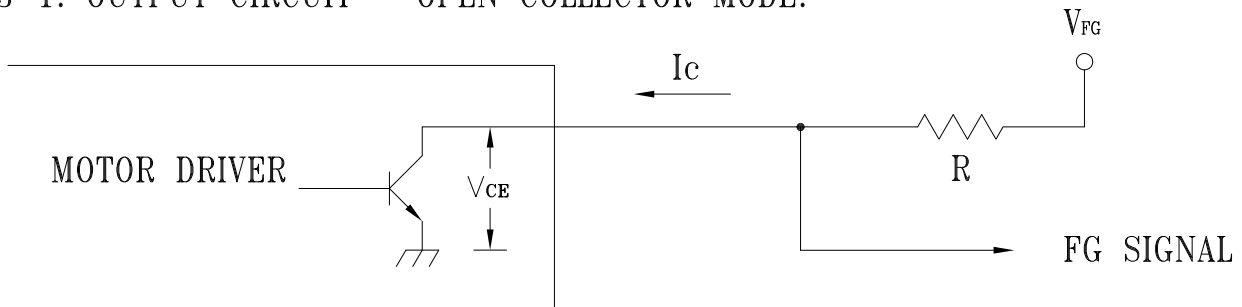 OUTPUT CIRCUIT - OPEN COLLECTOR MODE:
VFG
Ic
MOTOR DRIVER
VCE
R
FG SIGNAL